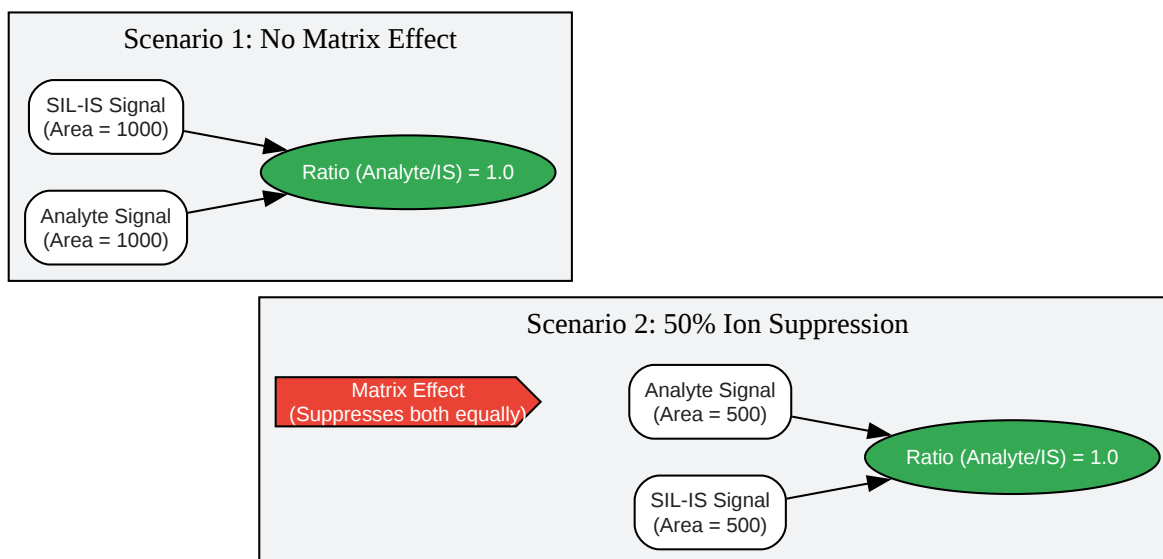 Scenario 1: No Matrix Effect
SIL-IS Signal
(Area = 1000)
Ratio (Analyte/IS) = 1.0
Analyte Signal
(Area = 1000)
Scenario 2: 50% Ion Suppression
Matrix Effect
(Suppresses both equally)
Analyte Signal
(Area = 500)
Ratio (Analyte/IS) = 1.0
SIL-IS Signal
(Area = 500)